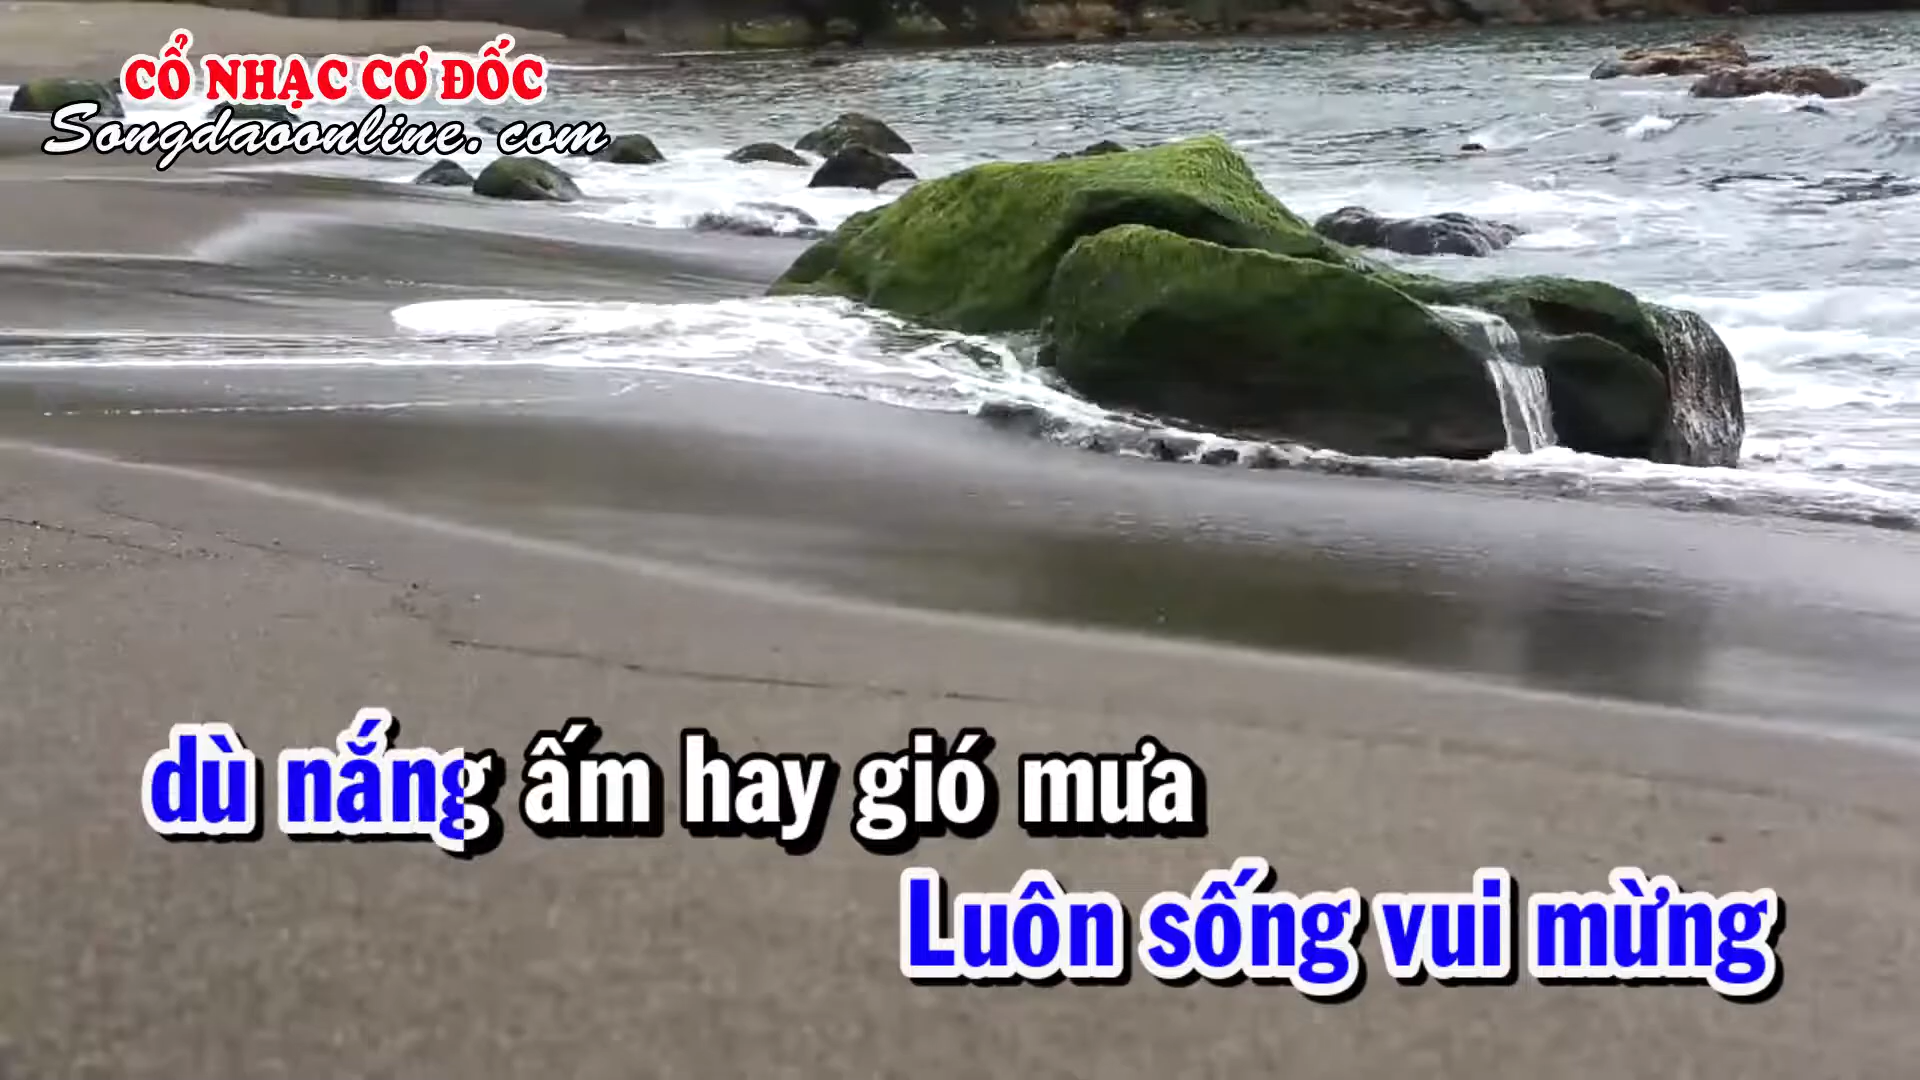 CỔ NHẠC CƠ ĐỐC
Songdaoonline. com
dù nắng ấm hay gió mưa
Luôn sống vui mừng